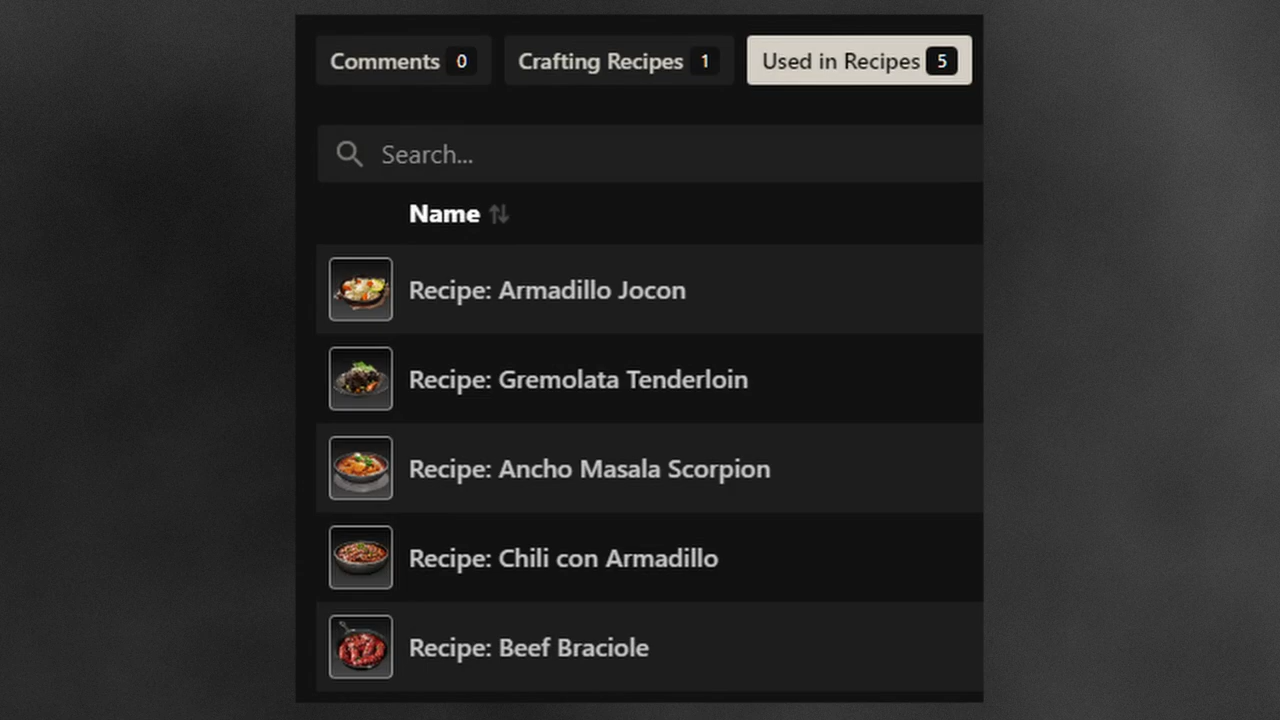 Comments 0 Crafting Recipes 1 Used in Recipes 5
Search...
Name
Recipe: Armadillo Jocon
Recipe: Gremolata Tenderloin
Recipe: Ancho Masala Scorpion
Recipe: Chili con Armadillo
Recipe: Beef Braciole